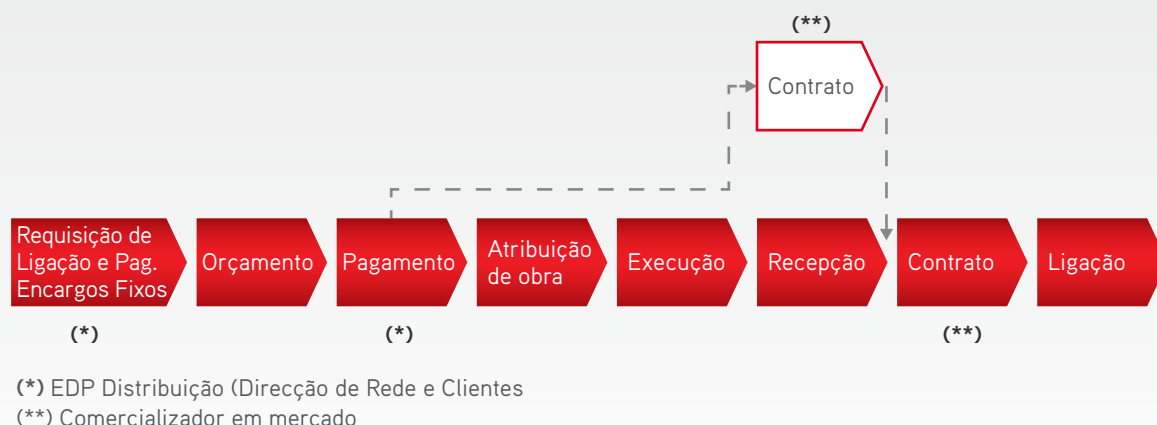 (**)
Contrato
Requisição de
Ligação e Pag.
Encargos Fixos
Orçamento
Pagamento
Atribuição
de obra
Execução
Recepção
Contrato
Ligação
(*)
(*)
(**)
(*) EDP Distribuição (Direcção de Rede e Clientes
(**) Comercializador em mercado